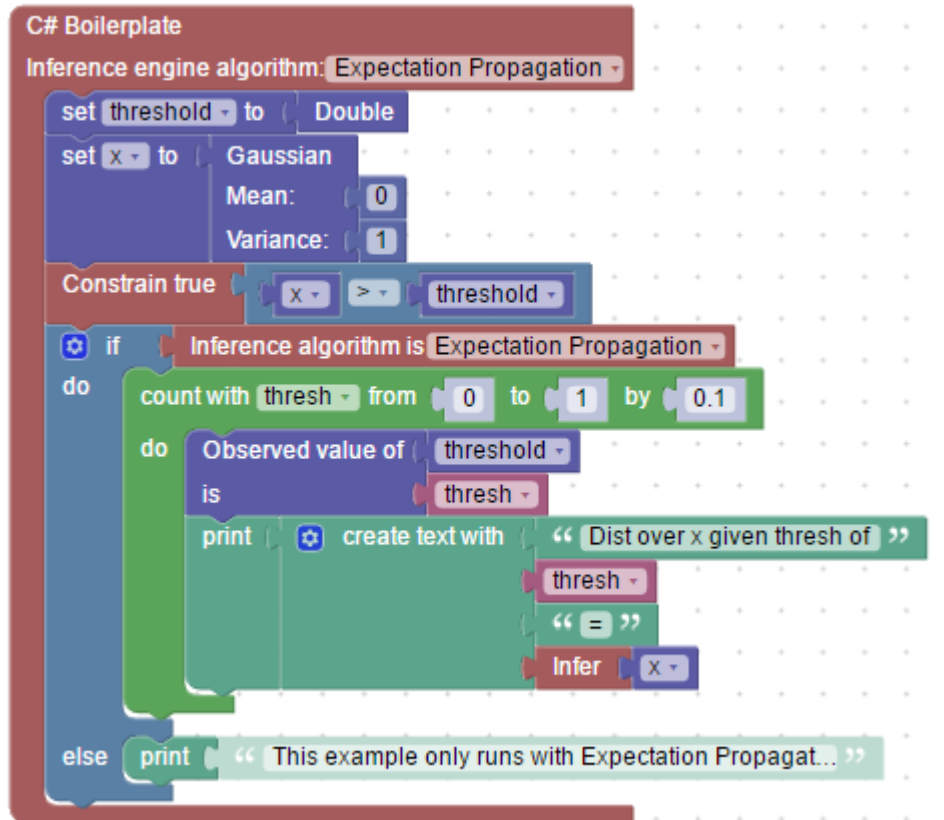 C# Boilerplate
Inference engine algorithm: Expectation Propagation
set threshold to Double
set x to Gaussian
Mean: 0
Variance: 1
Constrain true x > threshold
if Inference algorithm is Expectation Propagation
do count with thresh from 0 to 1 by 0.1
do Observed value of threshold
is thresh
print create text with “ Dist over x given thresh of ”
thresh
“ = ”
Infer x
else print “ This example only runs with Expectation Propagat... ”